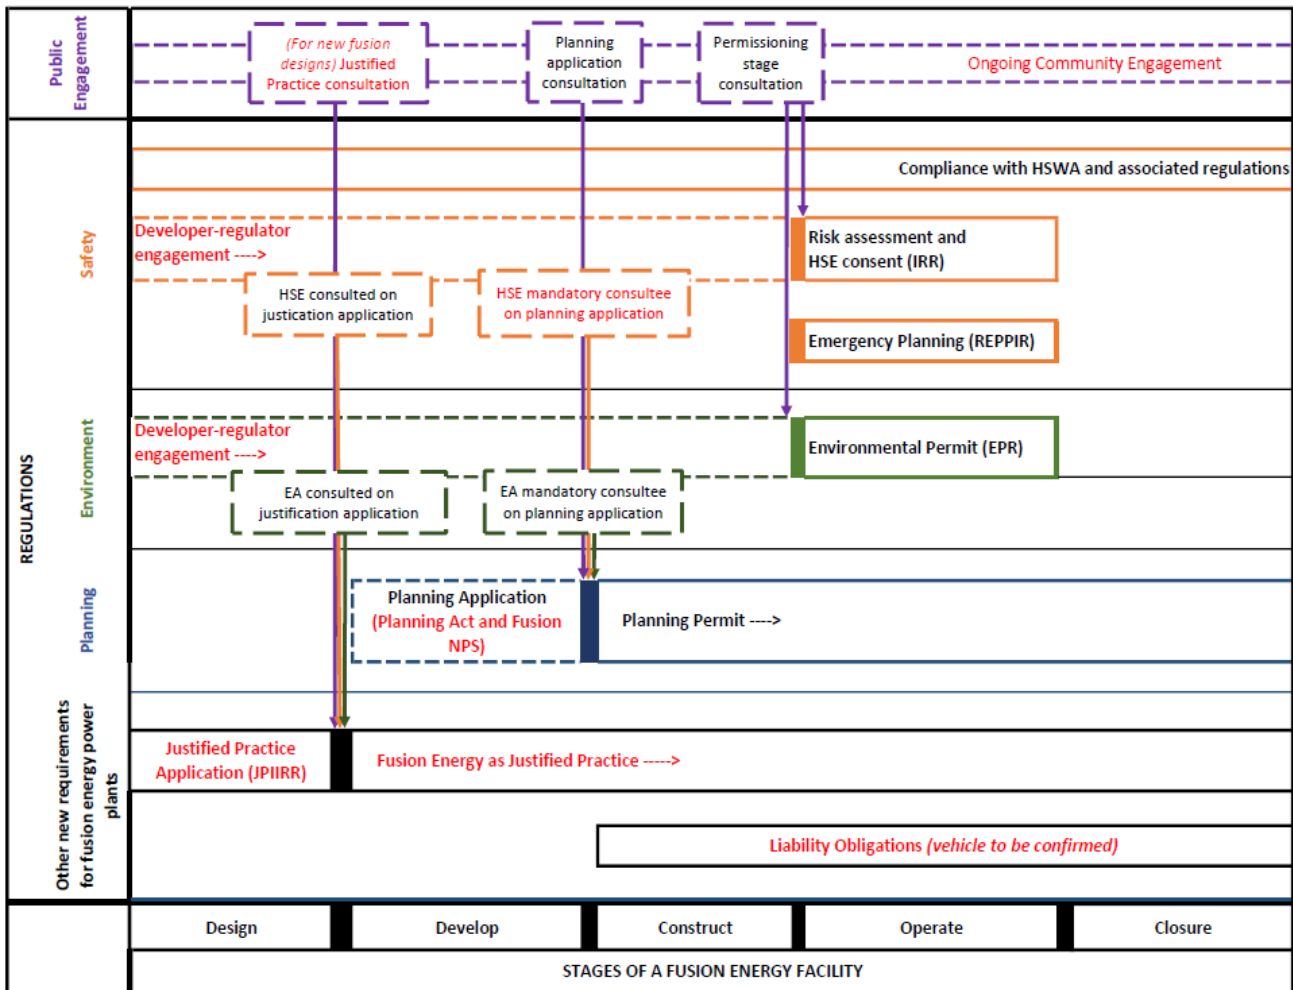 Public
Engagement
(For new fusion
designs) Justified
Practice consultation
Planning
application
consultation
Permissioning
stage
consultation
Ongoing Community Engagement
REGULATIONS
Safety
Compliance with HSWA and associated regulations
Developer-regulator
engagement ---->
Risk assessment and
HSE consent (IRR)
HSE consulted on
justication application
HSE mandatory consultee
on planning application
Emergency Planning (REPPIR)
Environment
Developer-regulator
engagement ---->
Environmental Permit (EPR)
EA consulted on
justification application
EA mandatory consultee
on planning application
Planning
Planning Application
(Planning Act and Fusion
NPS)
Planning Permit ---->
Other new requirements
for fusion energy power
plants
Justified Practice
Application (JPIIRR)
Fusion Energy as Justified Practice ----->
Liability Obligations (vehicle to be confirmed)
Design
Develop
Construct
Operate
Closure
STAGES OF A FUSION ENERGY FACILITY